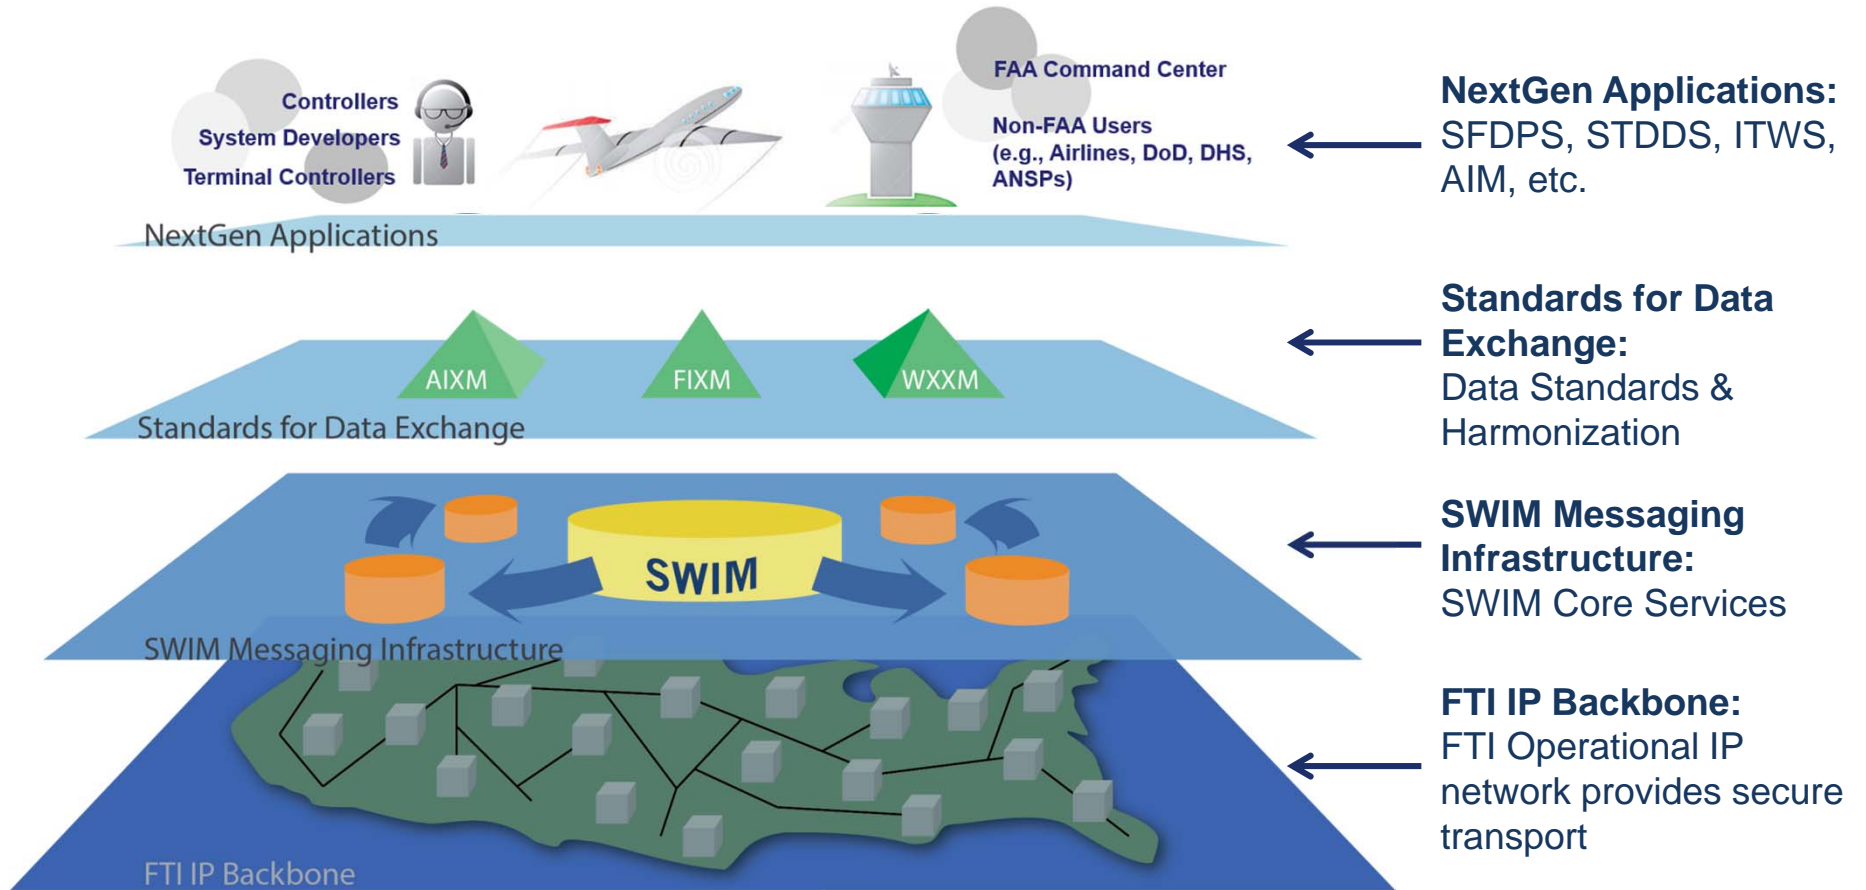 Controllers
System Developers
Terminal Controllers
FAA Command Center
Non-FAA Users
(e.g., Airlines, DoD, DHS,
ANSPs)
NextGen Applications
NextGen Applications:
SFDPS, STDDS, ITWS,
AIM, etc.
AIXM
FIXM
WXXM
Standards for Data Exchange
Standards for Data
Exchange:
Data Standards &
Harmonization
SWIM
SWIM Messaging Infrastructure
SWIM Messaging
Infrastructure:
SWIM Core Services
FTI IP Backbone
FTI IP Backbone:
FTI Operational IP
network provides secure
transport